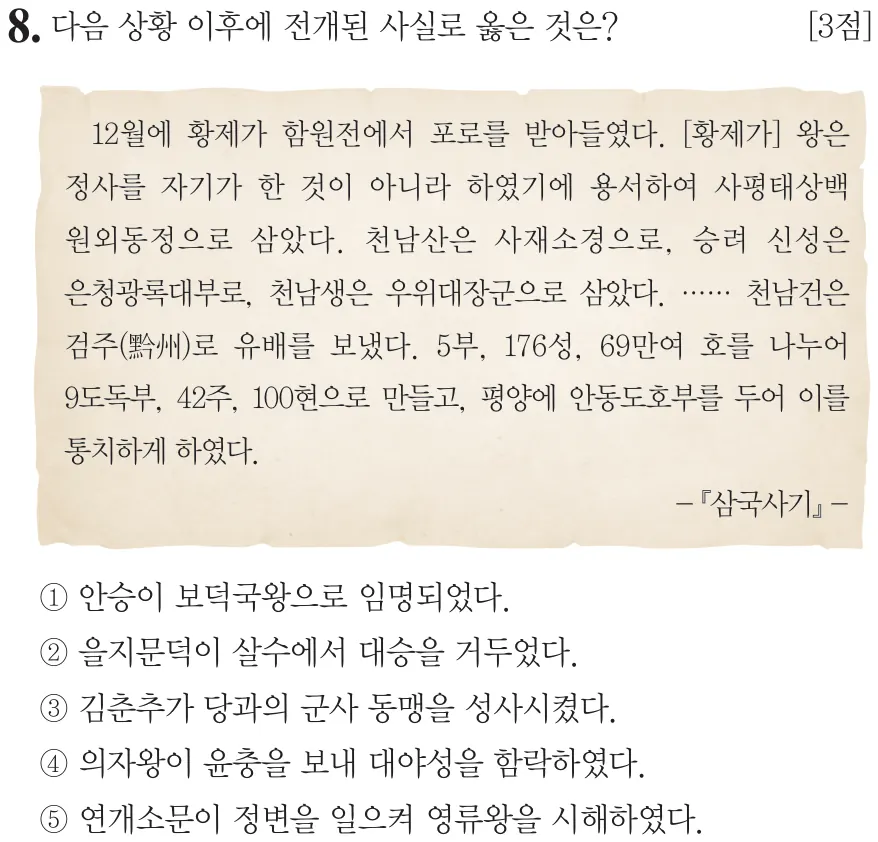 8. 다음 상황 이후에 전개된 사실로 옳은 것은? [3점]
12월에 황제가 함원전에서 포로를 받아들였다. [황제가] 왕은
정사를 자기가 한 것이 아니라 하였기에 용서하여 사평태상백
원외동정으로 삼았다. 천남산은 사재소경으로, 승려 신성은
은청광록대부로, 천남생은 우위대장군으로 삼았다. …… 천남건은
검주(黔州)로 유배를 보냈다. 5부, 176성, 69만여 호를 나누어
9도독부, 42주, 100현으로 만들고, 평양에 안동도호부를 두어 이를
통치하게 하였다.
-『삼국사기』-
① 안승이 보덕국왕으로 임명되었다.
② 을지문덕이 살수에서 대승을 거두었다.
③ 김춘추가 당과의 군사 동맹을 성사시켰다.
④ 의자왕이 윤충을 보내 대야성을 함락하였다.
⑤ 연개소문이 정변을 일으켜 영류왕을 시해하였다.